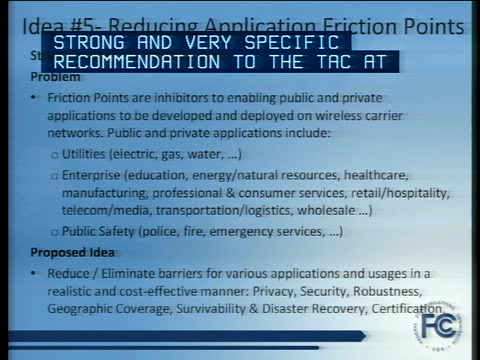 Idea #5- Reducing Application Friction Points
STRONG AND VERY SPECIFIC
RECOMMENDATION TO THE TAC AT
Problem
• Friction Points are inhibitors to enabling public and private
applications to be developed and deployed on wireless carrier
networks. Public and private applications include:
o Utilities (electric, gas, water, …)
o Enterprise (education, energy/natural resources, healthcare,
manufacturing, professional & consumer services, retail/hospitality,
telecom/media, transportation/logistics, wholesale …)
o Public Safety (police, fire, emergency services, …)
Proposed Idea
• Reduce / Eliminate barriers for various applications and usages in a
realistic and cost-effective manner: Privacy, Security, Robustness,
Geographic Coverage, Survivability & Disaster Recovery, Certification
FC